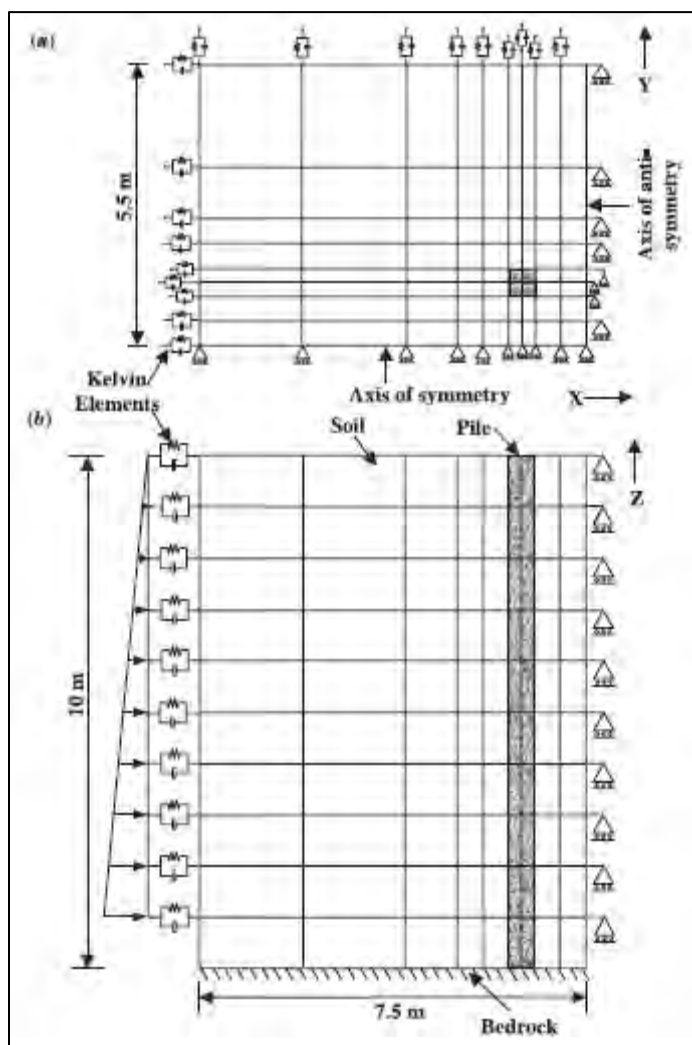 (a)
Y
5.5 m
Axis of anti-
symmetry
Kelvin
Elements
Axis of symmetry
X
(b)
Soil
Pile
Z
10 m
7.5 m
Bedrock